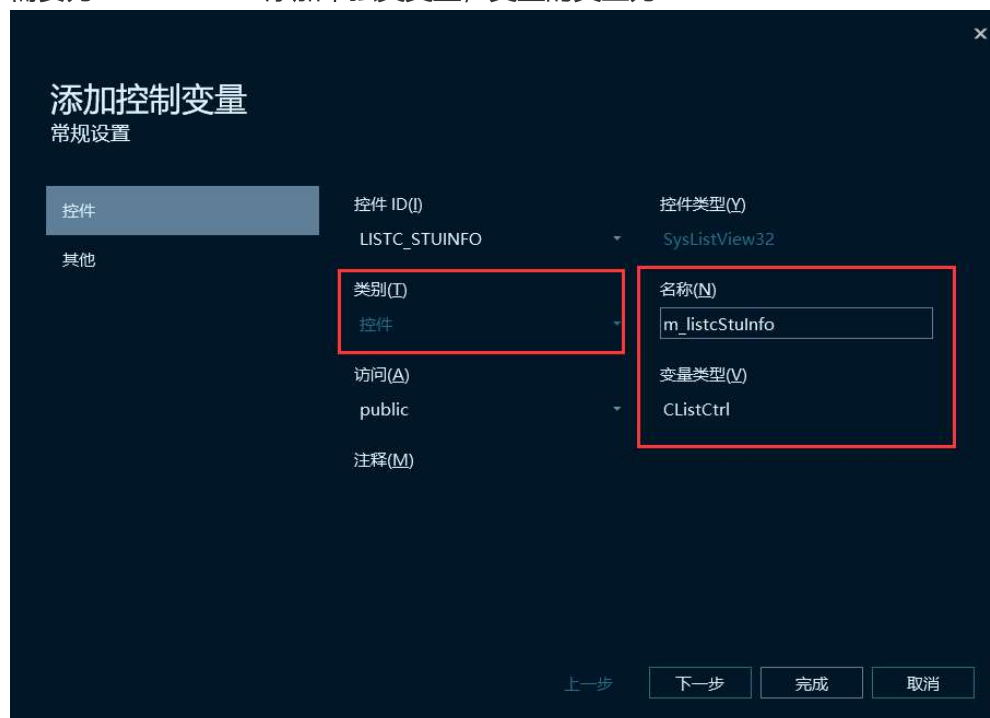 ×
添加控制变量
常规设置
控件
其他
控件 ID(I)
LISTC_STUINFO
控件类型(Y)
SysListView32
类别(T)
控件
名称(N)
m_listcStuInfo
访问(A)
public
变量类型(V)
CListCtrl
注释(M)
上一步
下一步
完成
取消